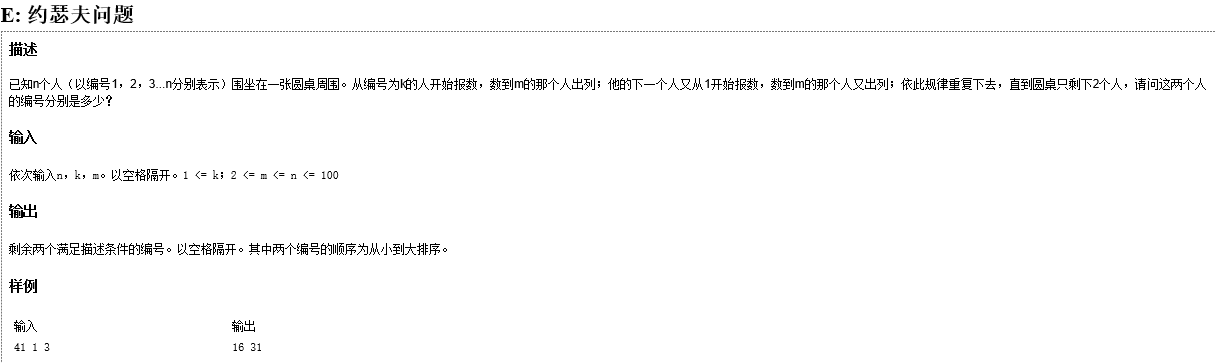 E: 约瑟夫问题
描述
已知n个人（以编号1，2，3...n分别表示）围坐在一张圆桌周围。从编号为k的人开始报数，数到m的那个人出列；他的下一个人又从1开始报数，数到m的那个人又出列；依此规律重复下去，直到圆桌只剩下2个人，请问这两个人
的编号分别是多少？
输入
依次输入n，k，m。以空格隔开。1 <= k；2 <= m <= n <= 100
输出
剩余两个满足描述条件的编号。以空格隔开。其中两个编号的顺序为从小到大排序。
样例
输入 输出
41 1 3 16 31